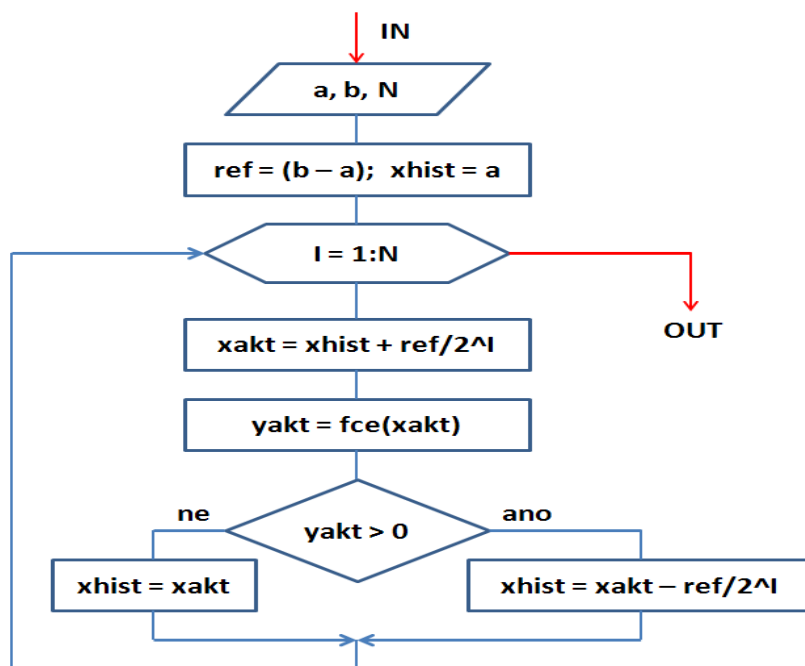 IN
a, b, N
ref = (b – a);  xhist = a
I = 1:N
OUT
xakt = xhist + ref/2^I
yakt = fce(xakt)
ne
ano
yakt > 0
xhist = xakt
xhist = xakt – ref/2^I